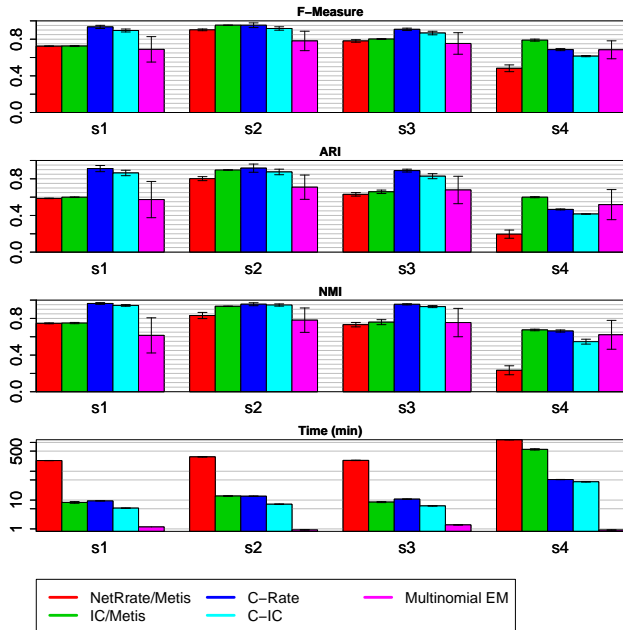 F-Measure
0.8
0.4
0.0
s1 s2 s3 s4
ARI
0.8
0.4
0.0
s1 s2 s3 s4
NMI
0.8
0.4
0.0
s1 s2 s3 s4
Time (min)
500
10
1
s1 s2 s3 s4
NetRrate/Metis C-Rate Multinomial EM
IC/Metis C-IC